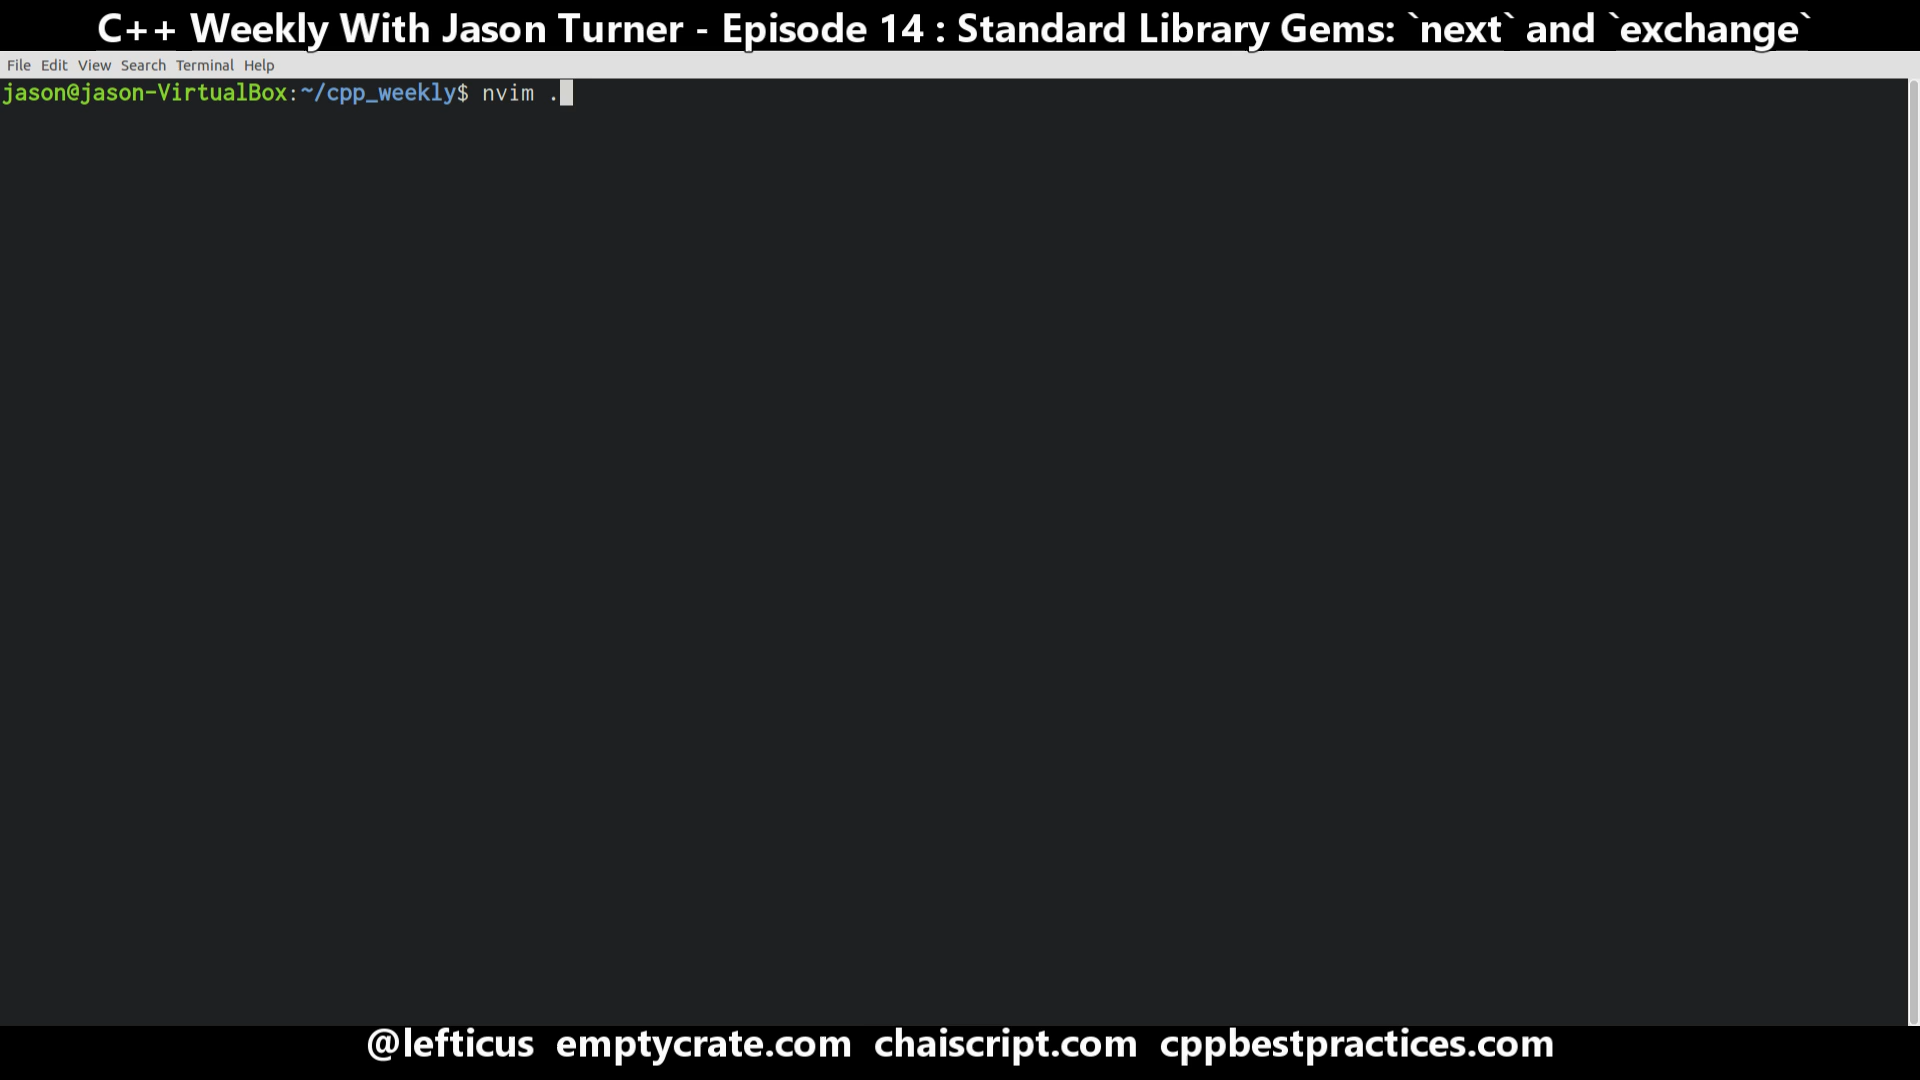 C++ Weekly With Jason Turner - Episode 14 : Standard Library Gems: `next` and `exchange`
File Edit View Search Terminal Help
jason@jason-VirtualBox:~/cpp_weekly$ nvim .
@lefticus emptycrate.com chaiscript.com cppbestpractices.com